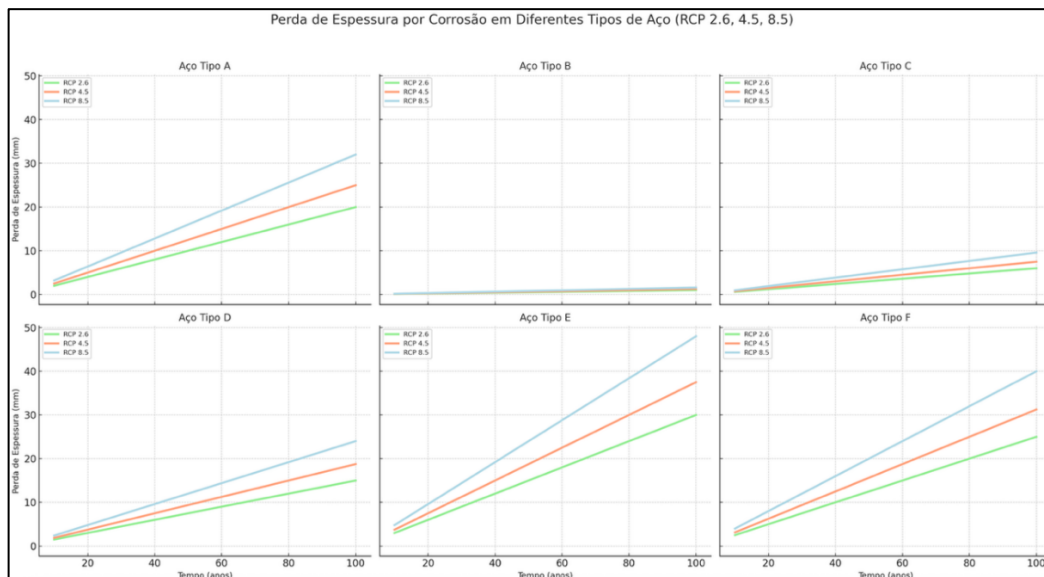 Perda de Espessura por Corrosão em Diferentes Tipos de Aço (RCP 2.6, 4.5, 8.5)
Aço Tipo A
Aço Tipo B
Aço Tipo C
RCP 2.6
RCP 4.5
RCP 8.5
RCP 2.6
RCP 4.5
RCP 8.5
RCP 2.6
RCP 4.5
RCP 8.5
Perda de Espessura (mm)
50
40
30
20
10
0
Aço Tipo D
Aço Tipo E
Aço Tipo F
RCP 2.6
RCP 4.5
RCP 8.5
RCP 2.6
RCP 4.5
RCP 8.5
RCP 2.6
RCP 4.5
RCP 8.5
Perda de Espessura (mm)
50
40
30
20
10
0
20 40 60 80 100
20 40 60 80 100
20 40 60 80 100
Tempo (anos)
Tempo (anos)
Tempo (anos)